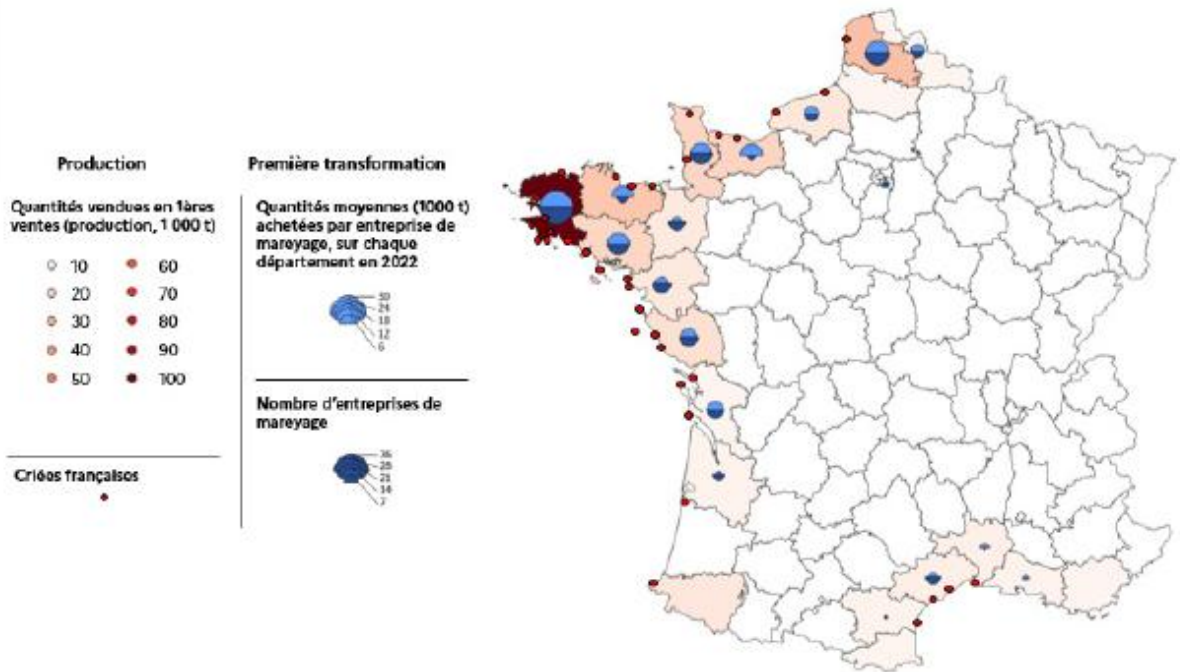 Production
Quantités vendues en 1ères
ventes (production, 1 000 t)
10 60
20 70
30 80
40 90
50 100
Criées françaises
Première transformation
Quantités moyennes (1000 t)
achetées par entreprise de
mareyage, sur chaque
département en 2022
30
24
18
12
6
Nombre d'entreprises de
mareyage
36
28
21
14
7